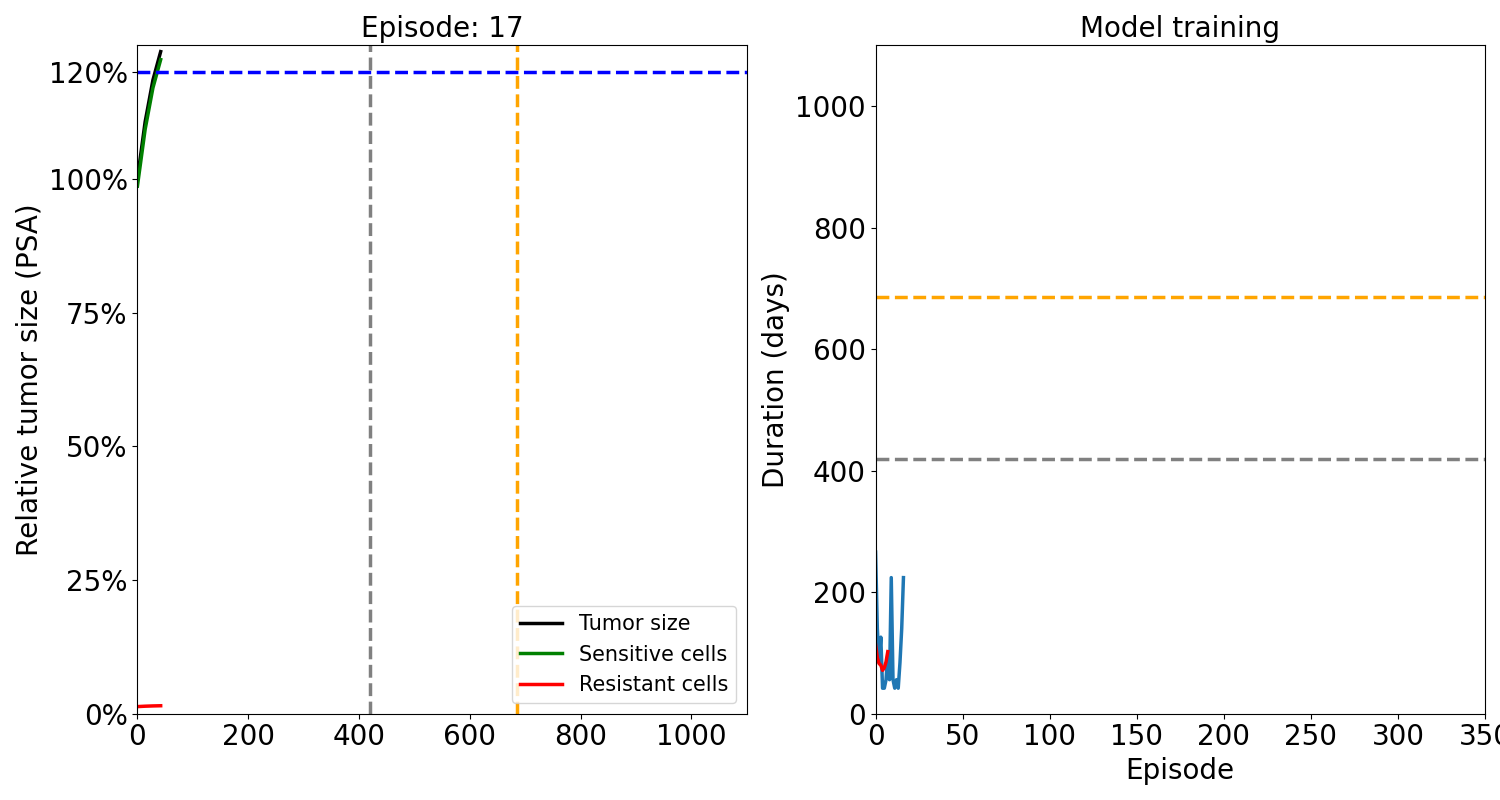 Episode: 17
Relative tumor size (PSA)
120%
100%
75%
50%
25%
0%
0 200 400 600 800 1000
Tumor size
Sensitive cells
Resistant cells
Model training
Duration (days)
1000
800
600
400
200
0
0 50 100 150 200 250 300 350
Episode